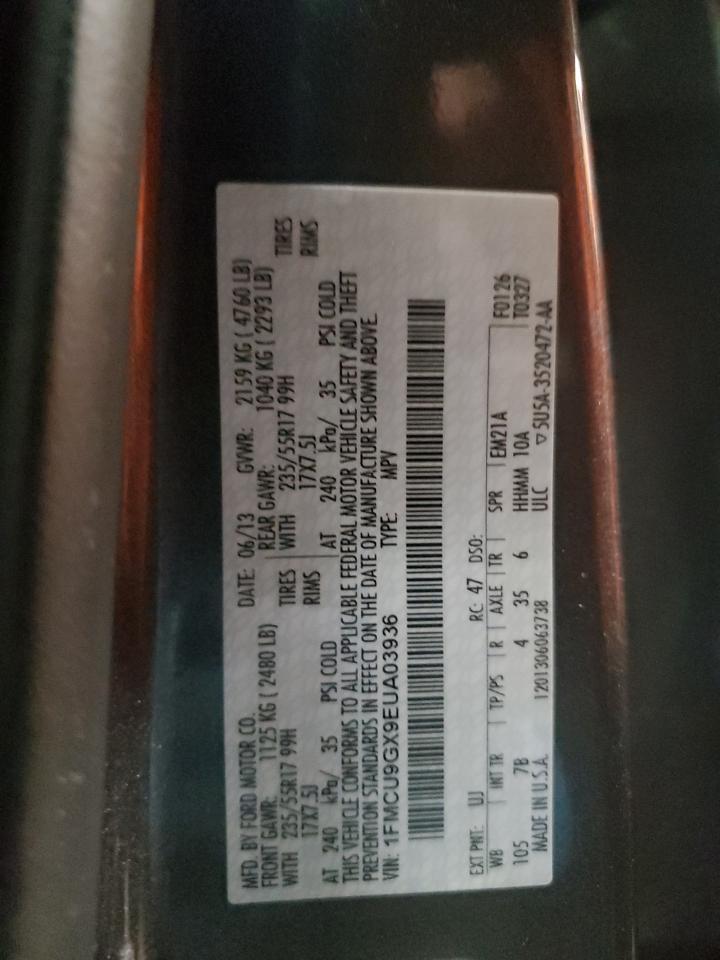 MFD. BY FORD MOTOR CO.
DATE: 06/13 GVWR: 2159 KG ( 4760 LB)
FRONT GAWR: 1125 KG ( 2480 LB) REAR GAWR: 1040 KG ( 2293 LB)
WITH 235/55R17 99H TIRES WITH 235/55R17 99H TIRES
17X7.5J RIMS 17X7.5J RIMS
AT 240 kPa/ 35 PSI COLD AT 240 kPa/ 35 PSI COLD
THIS VEHICLE CONFORMS TO ALL APPLICABLE FEDERAL MOTOR VEHICLE SAFETY AND THEFT
PREVENTION STANDARDS IN EFFECT ON THE DATE OF MANUFACTURE SHOWN ABOVE.
VIN: 1FMCU9GX9EUA03936 TYPE: MPV
EXT PNT: UJ RC: 47 DSO:
WB INT TR TP/PS R AXLE TR SPR EM21A F0126
105 7B 4 35 6 HHMM 10A T0327
MADE IN U.S.A. 1201306063738 ULC ▽5U5A-3520472-AA